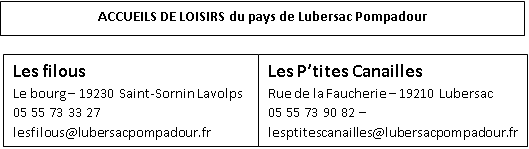 ACCUEILS DE LOISIRS du pays de Lubersac Pompadour
Les filous
Le bourg – 19230 Saint-Sornin Lavolps
05 55 73 33 27
lesfilous@lubersacpompadour.fr
Les P'tites Canailles
Rue de la Faucherie – 19210 Lubersac
05 55 73 90 82 –
lesptitescanailles@lubersacpompadour.fr